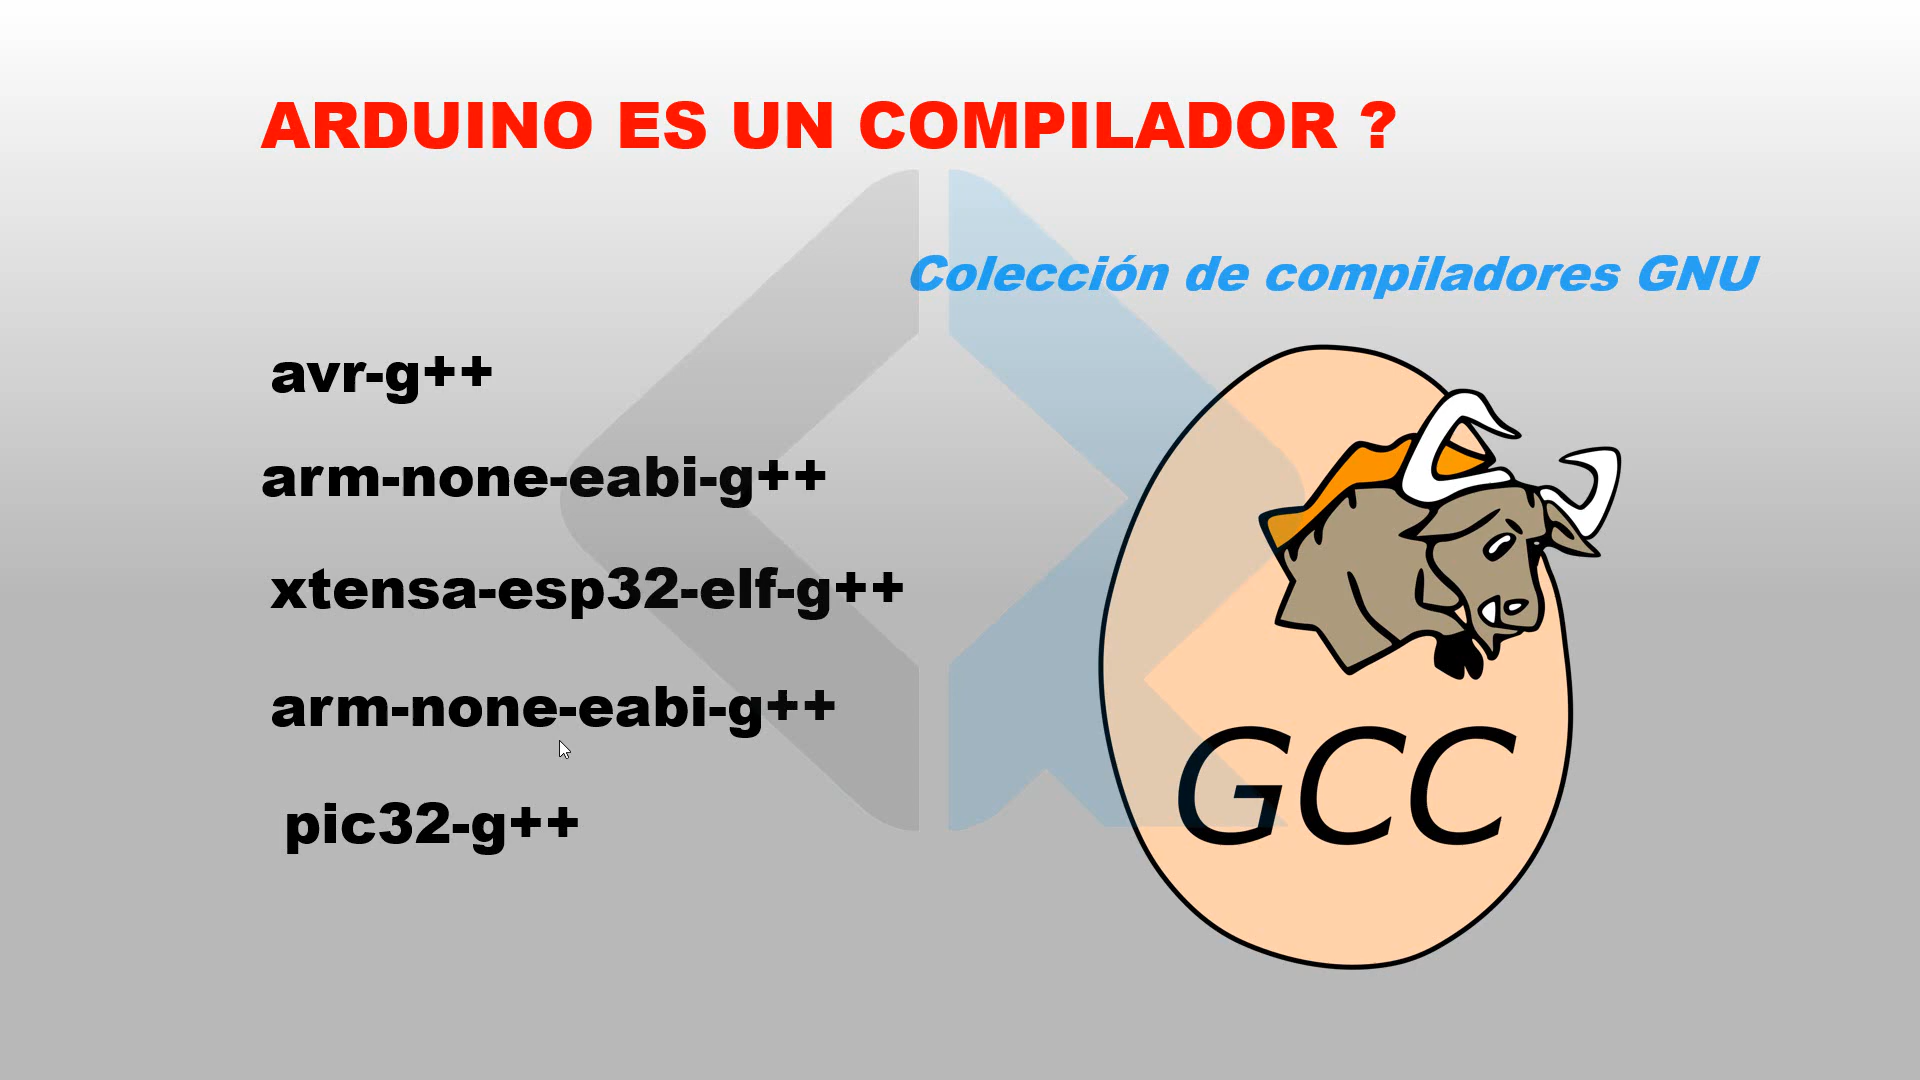 ARDUINO ES UN COMPILADOR ?
Colección de compiladores GNU
avr-g++
arm-none-eabi-g++
xtensa-esp32-elf-g++
arm-none-eabi-g++
pic32-g++
GCC